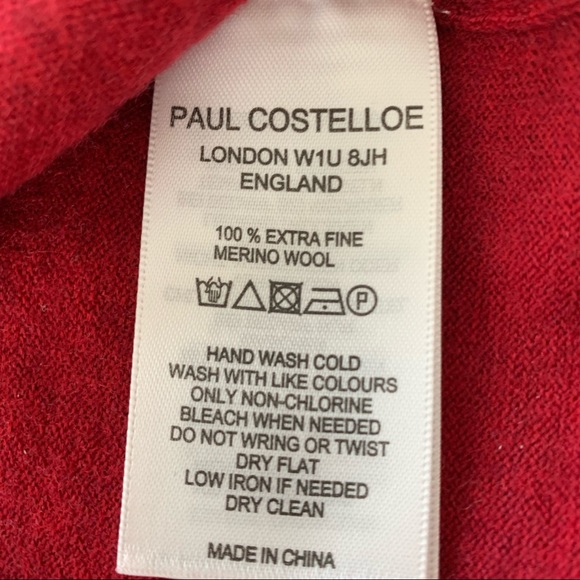 PAUL COSTELLOE
LONDON W1U 8JH
ENGLAND
100 % EXTRA FINE
MERINO WOOL
P
HAND WASH COLD
WASH WITH LIKE COLOURS
ONLY NON-CHLORINE
BLEACH WHEN NEEDED
DO NOT WRING OR TWIST
DRY FLAT
LOW IRON IF NEEDED
DRY CLEAN
MADE IN CHINA